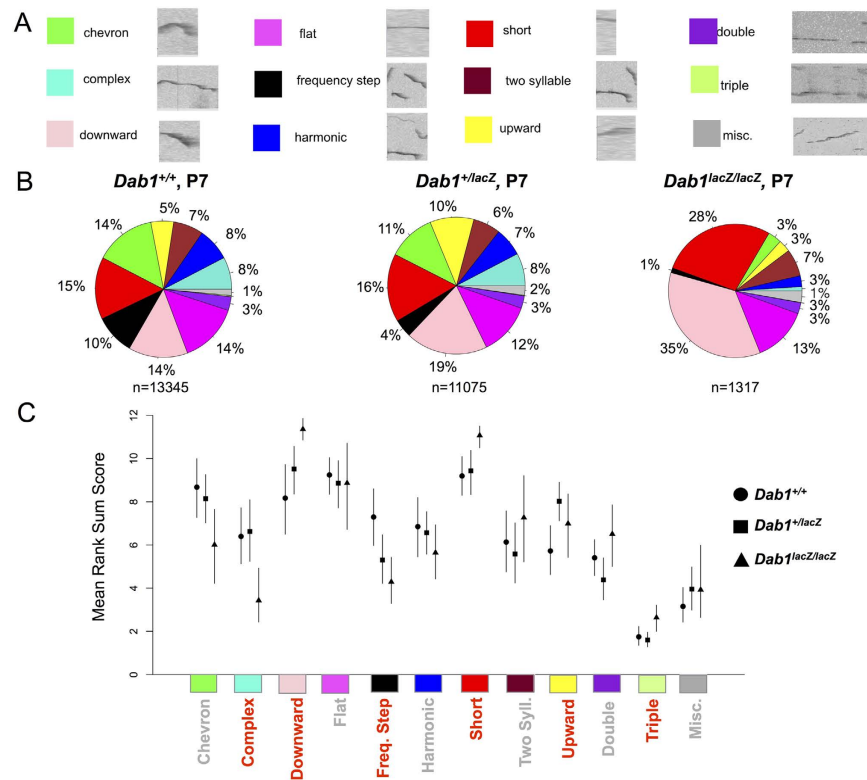 A
chevron
flat
short
double
complex
frequency step
two syllable
triple
downward
harmonic
upward
misc.
B
Dab1+/+, P7
Dab1+/lacZ, P7
Dab1lacZ/lacZ, P7
14%
5%
7%
8%
8%
1%
3%
14%
14%
10%
15%
n=13345
11%
10%
6%
7%
8%
2%
3%
12%
19%
4%
16%
n=11075
28%
3%
3%
7%
3%
1%
3%
3%
13%
35%
1%
n=1317
C
Mean Rank Sum Score
12
10
8
6
4
2
0
Dab1+/+
Dab1+/lacZ
Dab1lacZ/lacZ
Chevron
Complex
Downward
Flat
Freq. Step
Harmonic
Short
Two Syll.
Upward
Double
Triple
Misc.